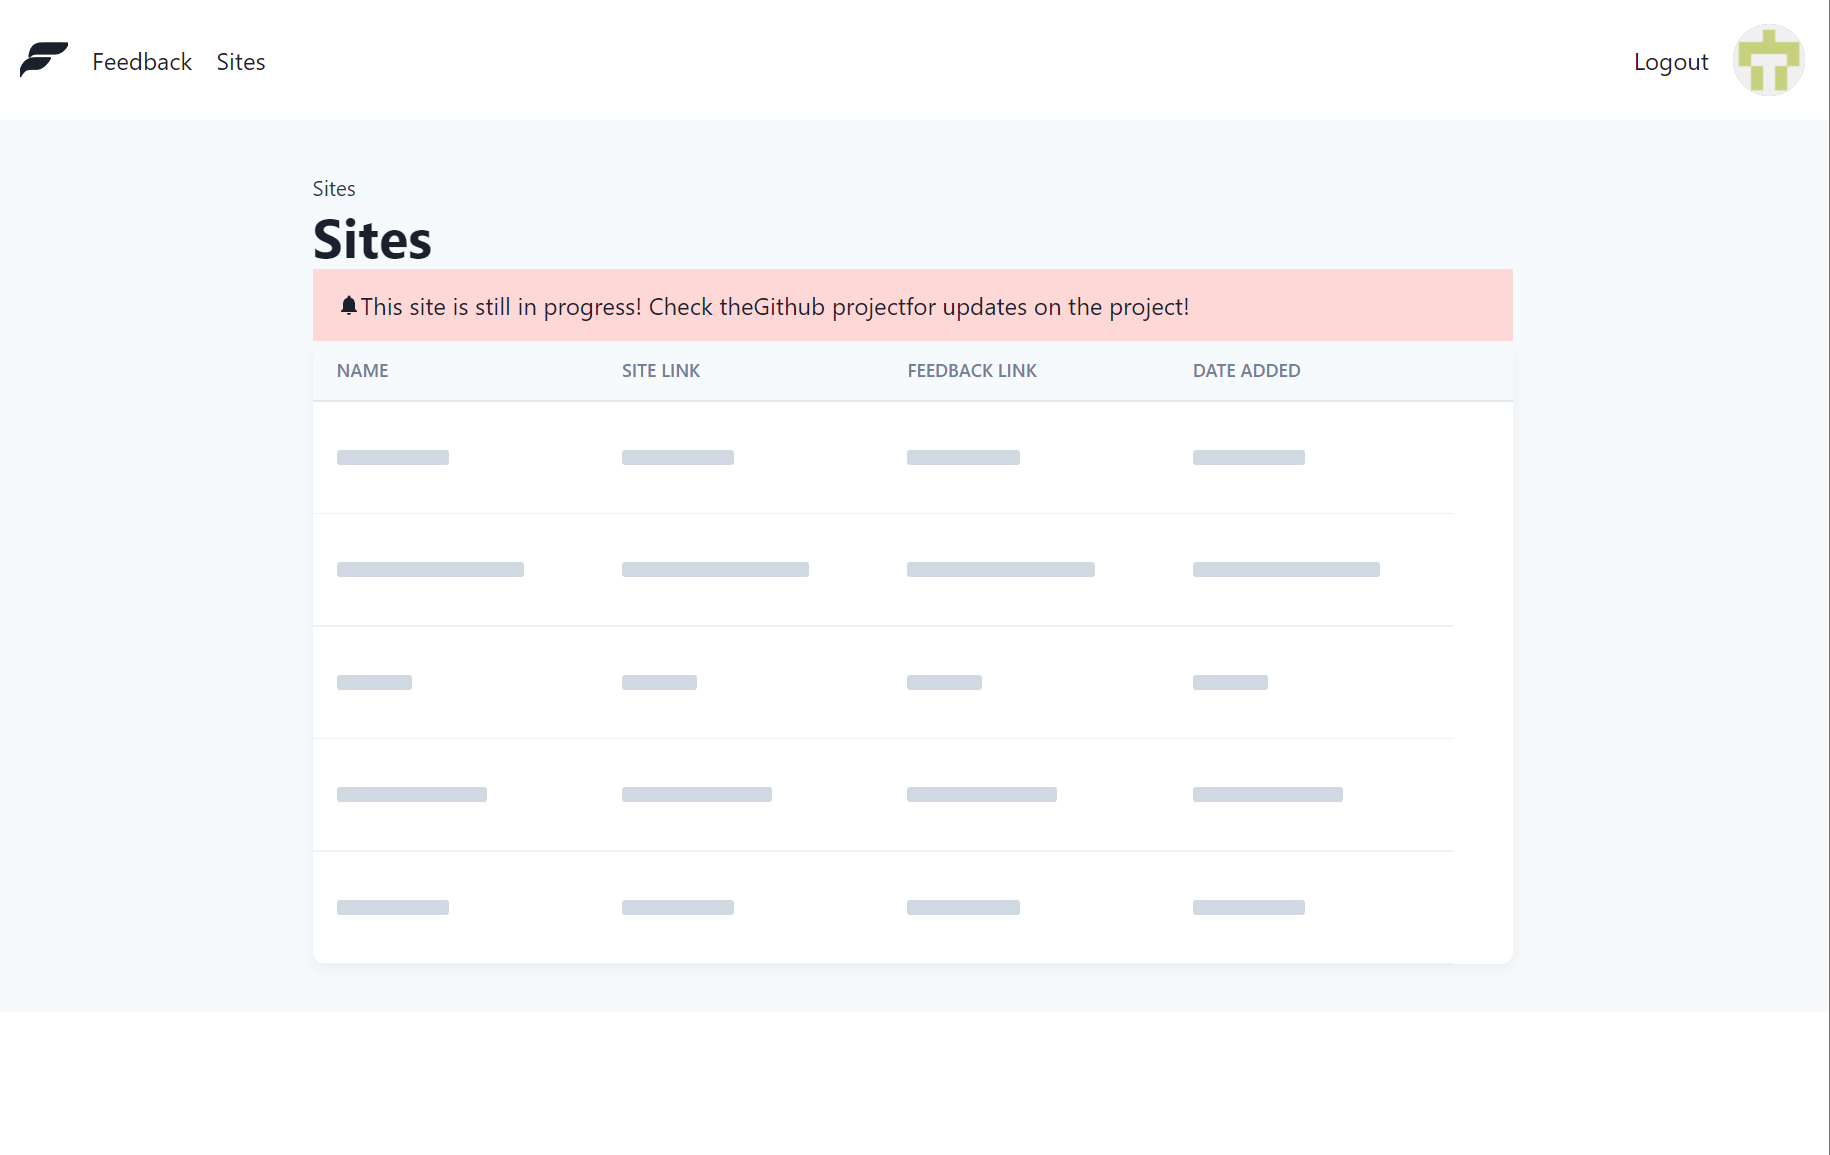 Feedback Sites Logout
Sites
Sites
This site is still in progress! Check theGithub projectfor updates on the project!
NAME SITE LINK FEEDBACK LINK DATE ADDED